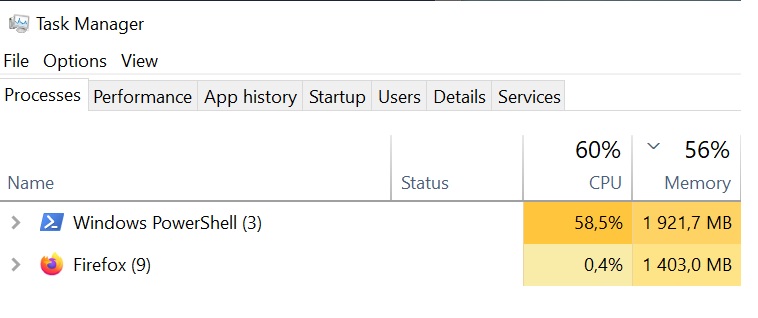 Task Manager
File Options View
Processes Performance App history Startup Users Details Services
60% 56%
Name Status CPU Memory
Windows PowerShell (3) 58,5% 1 921,7 MB
Firefox (9) 0,4% 1 403,0 MB